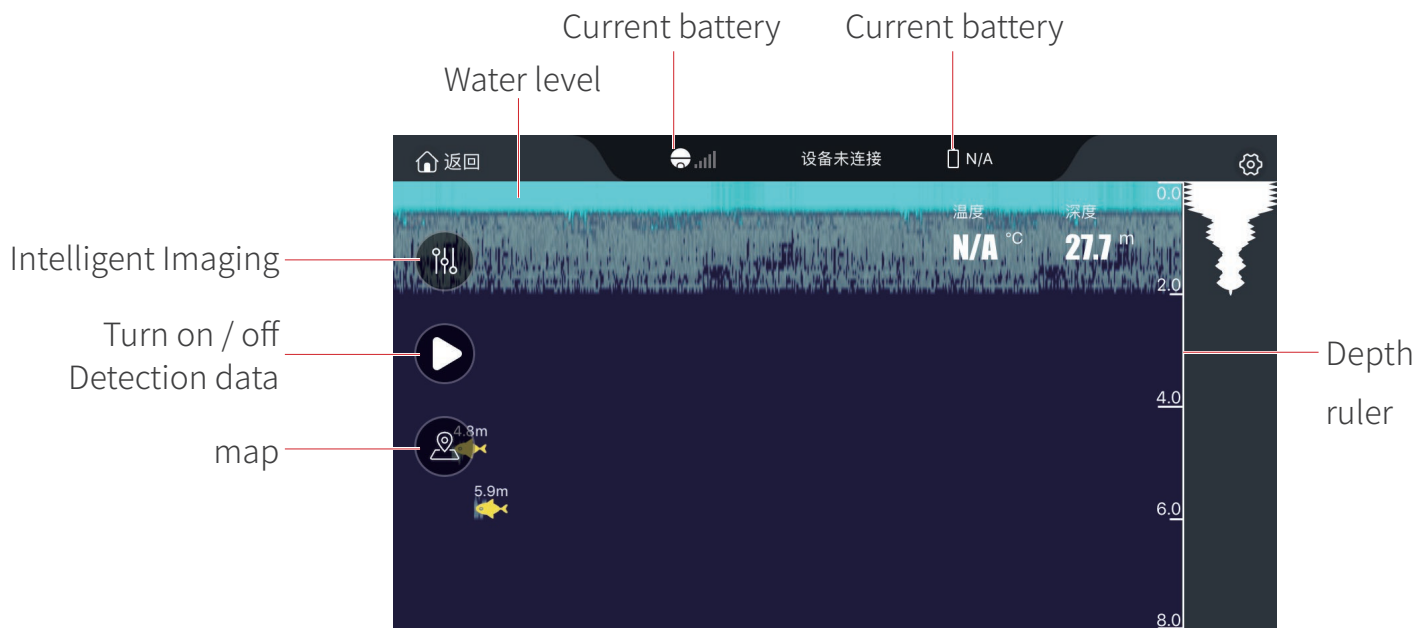 Current battery
Current battery
Water level
返回
设备未连接
N/A
0.0
温度
深度
N/A °C
27.7 m
Intelligent Imaging
2.0
Turn on / off
Detection data
Depth
ruler
4.0
map
4.8m
5.9m
6.0
8.0